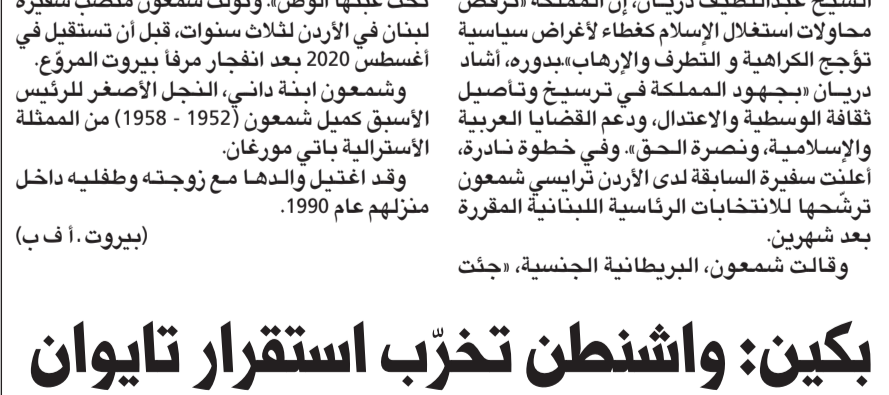 الشيخ عبداللطيف دريـان، إن المملكة «ترفض
محاولات استغلال الإسلام كغطاء لأغراض سياسية
تؤجج الكراهية و التطرف والإرهاب».بدوره، أشاد
دريـان «بجهود المملكة في ترسيخ وتأصيل
ثقافة الوسطية والاعتدال، ودعم القضايا العربية
والإسلامية، ونصرة الحق». وفي خطوة نادرة،
أعلنت سفيرة السابقة لدى الأردن ترايسي شمعون
ترشّحها للانتخابات الرئاسية اللبنانية المقررة
بعد شهرين.
وقالت شمعون، البريطانية الجنسية، «جئت
الوطن». وتولت شمعون منصب سفيرة
لبنان في الأردن لثلاث سنوات، قبل أن تستقيل في
أغسطس 2020 بعد انفجار مرفأ بيروت المروّع.
وشمعون ابنة داني، النجل الأصغر للرئيس
الأسبق كميل شمعون (1952 - 1958) من الممثلة
الأسترالية باتي مورغان.
وقد اغتيل والدها مع زوجته وطفليه داخل
منزلهم عام 1990.
(بيروت . أ ف ب)
بكين: واشنطن تخرّب استقرار تايوان